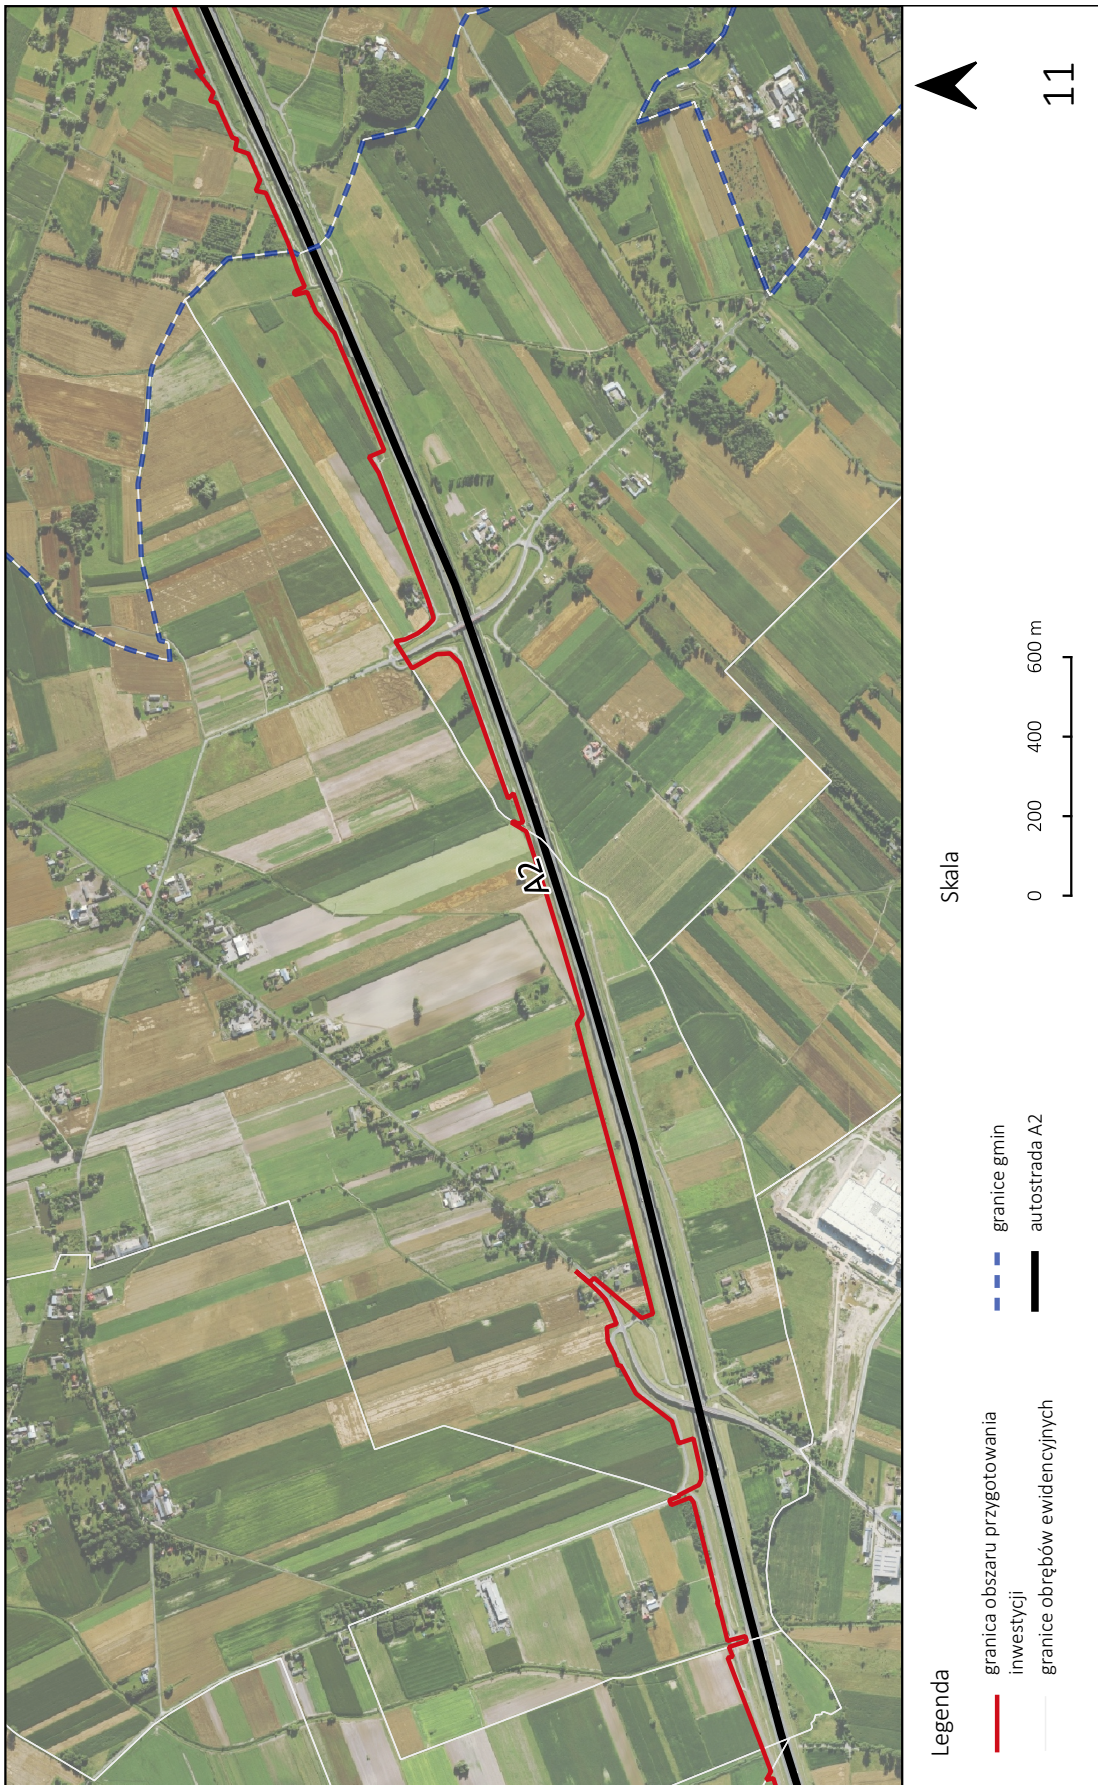 A2
Legenda
granica obszaru przygotowania
inwestycji
granice obrębów ewidencyjnych
granice gmin
autostrada A2
Skala
0 200 400 600 m
11